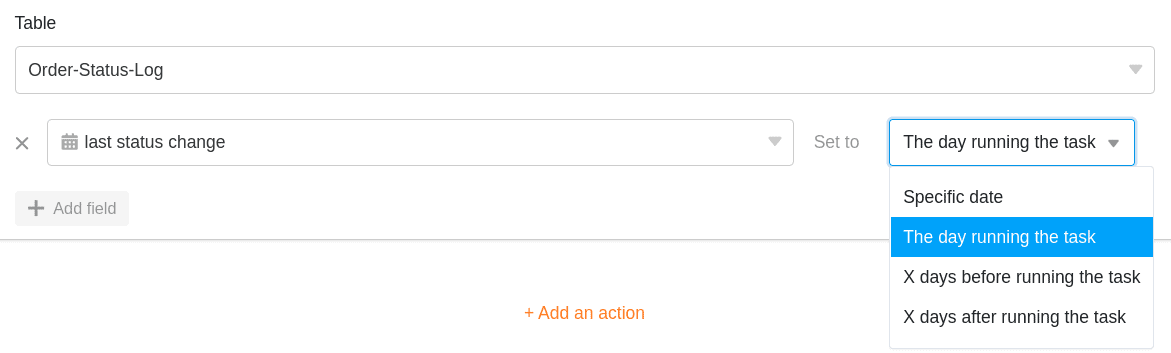 Table
Order-Status-Log
last status change
Set to
The day running the task
Add field
Specific date
The day running the task
X days before running the task
X days after running the task
+ Add an action